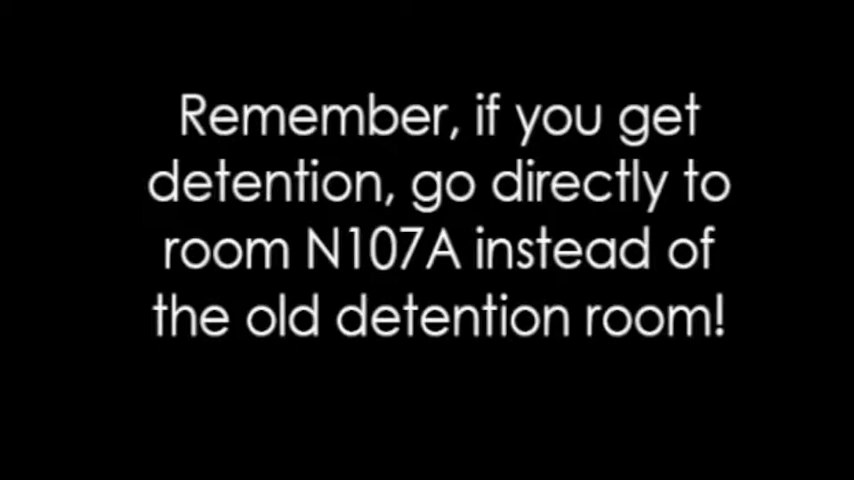 Remember, if you get
detention, go directly to
room N107A instead of
the old detention room!